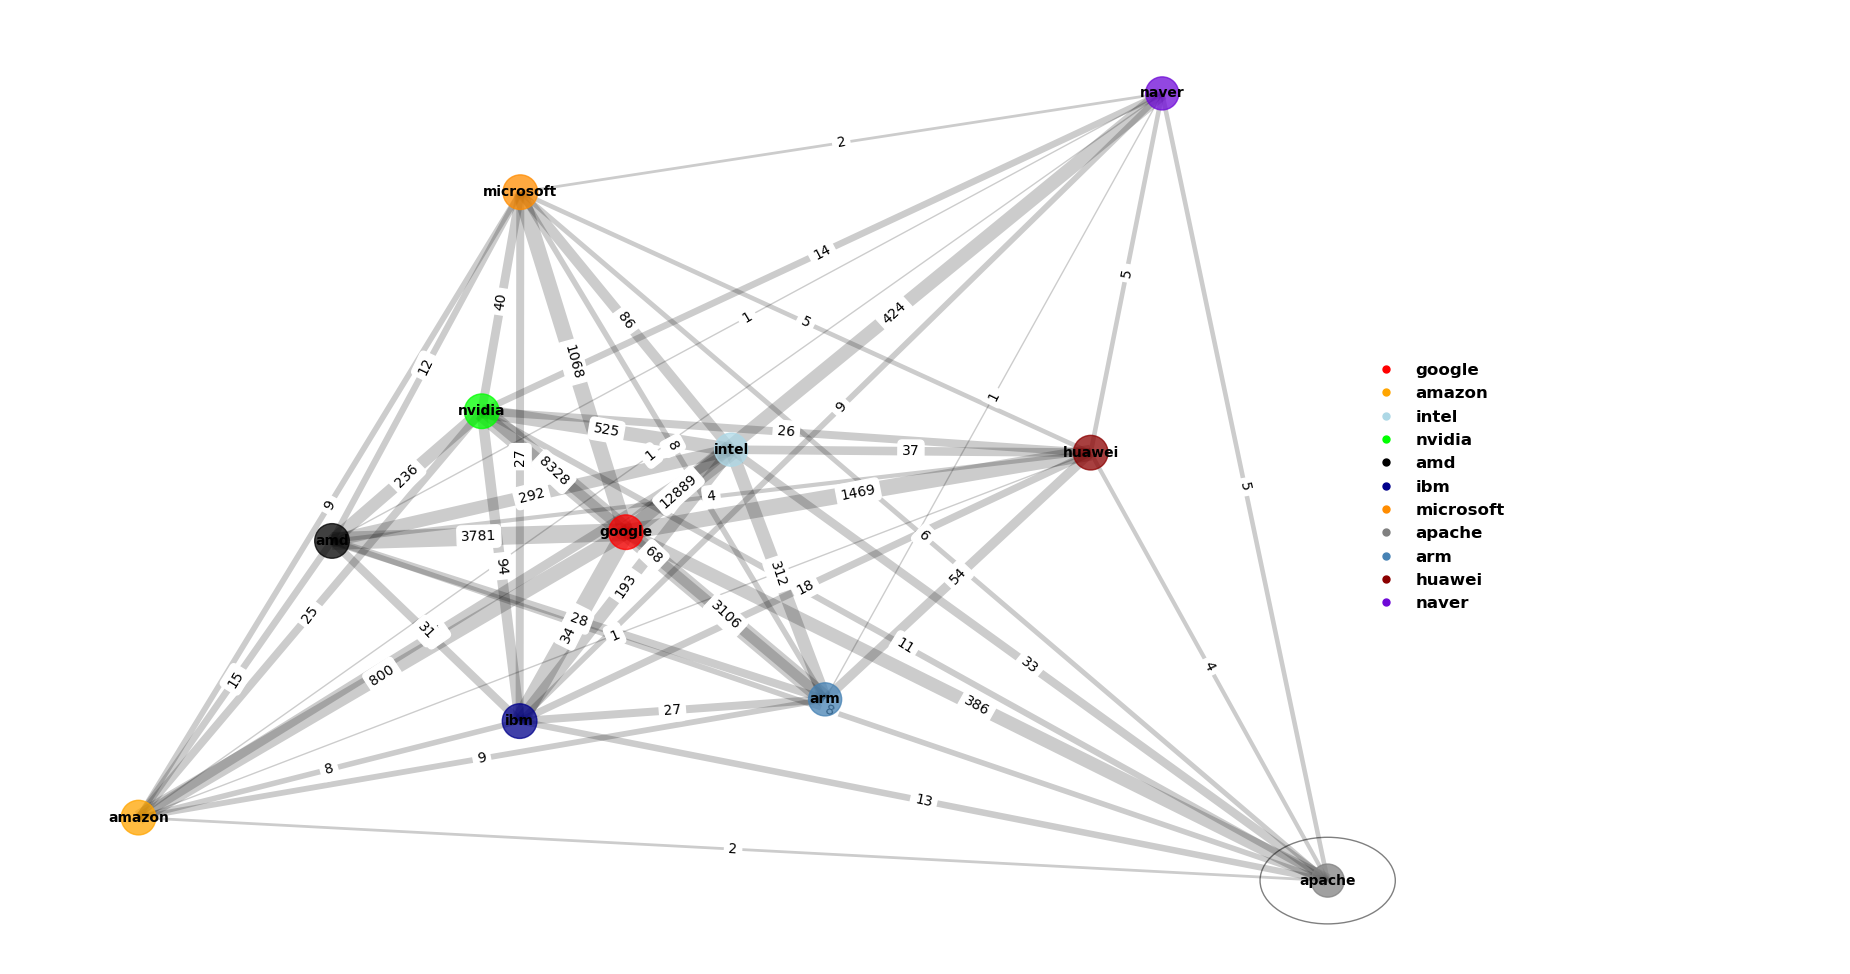 naver
2
microsoft
14
5
40
424
1
5
86
1068
12
9
nvidia
525
26
8
intel
37
huawei
1
27
8328
236
5
292
12889
4
1469
9
google
3781
amd
6
68
94
312
54
193
18
1
25
3106
28
34
31
1
11
33
4
800
15
arm
386
27
8
ibm
9
8
13
amazon
2
apache
google
amazon
intel
nvidia
amd
ibm
microsoft
apache
arm
huawei
naver